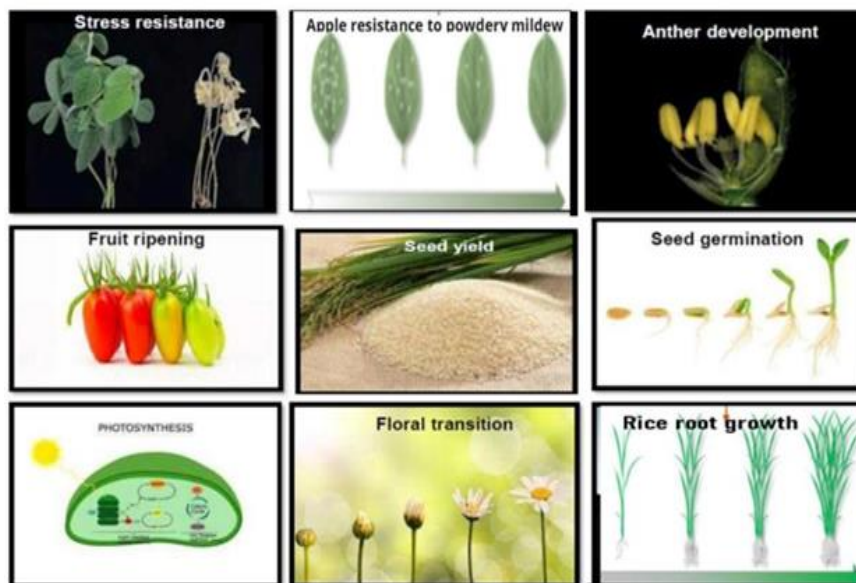 Stress resistance
Apple resistance to powdery mildew
Anther development
Fruit ripening
Seed yield
Seed germination
PHOTOSYNTHESIS
Floral transition
Rice root growth